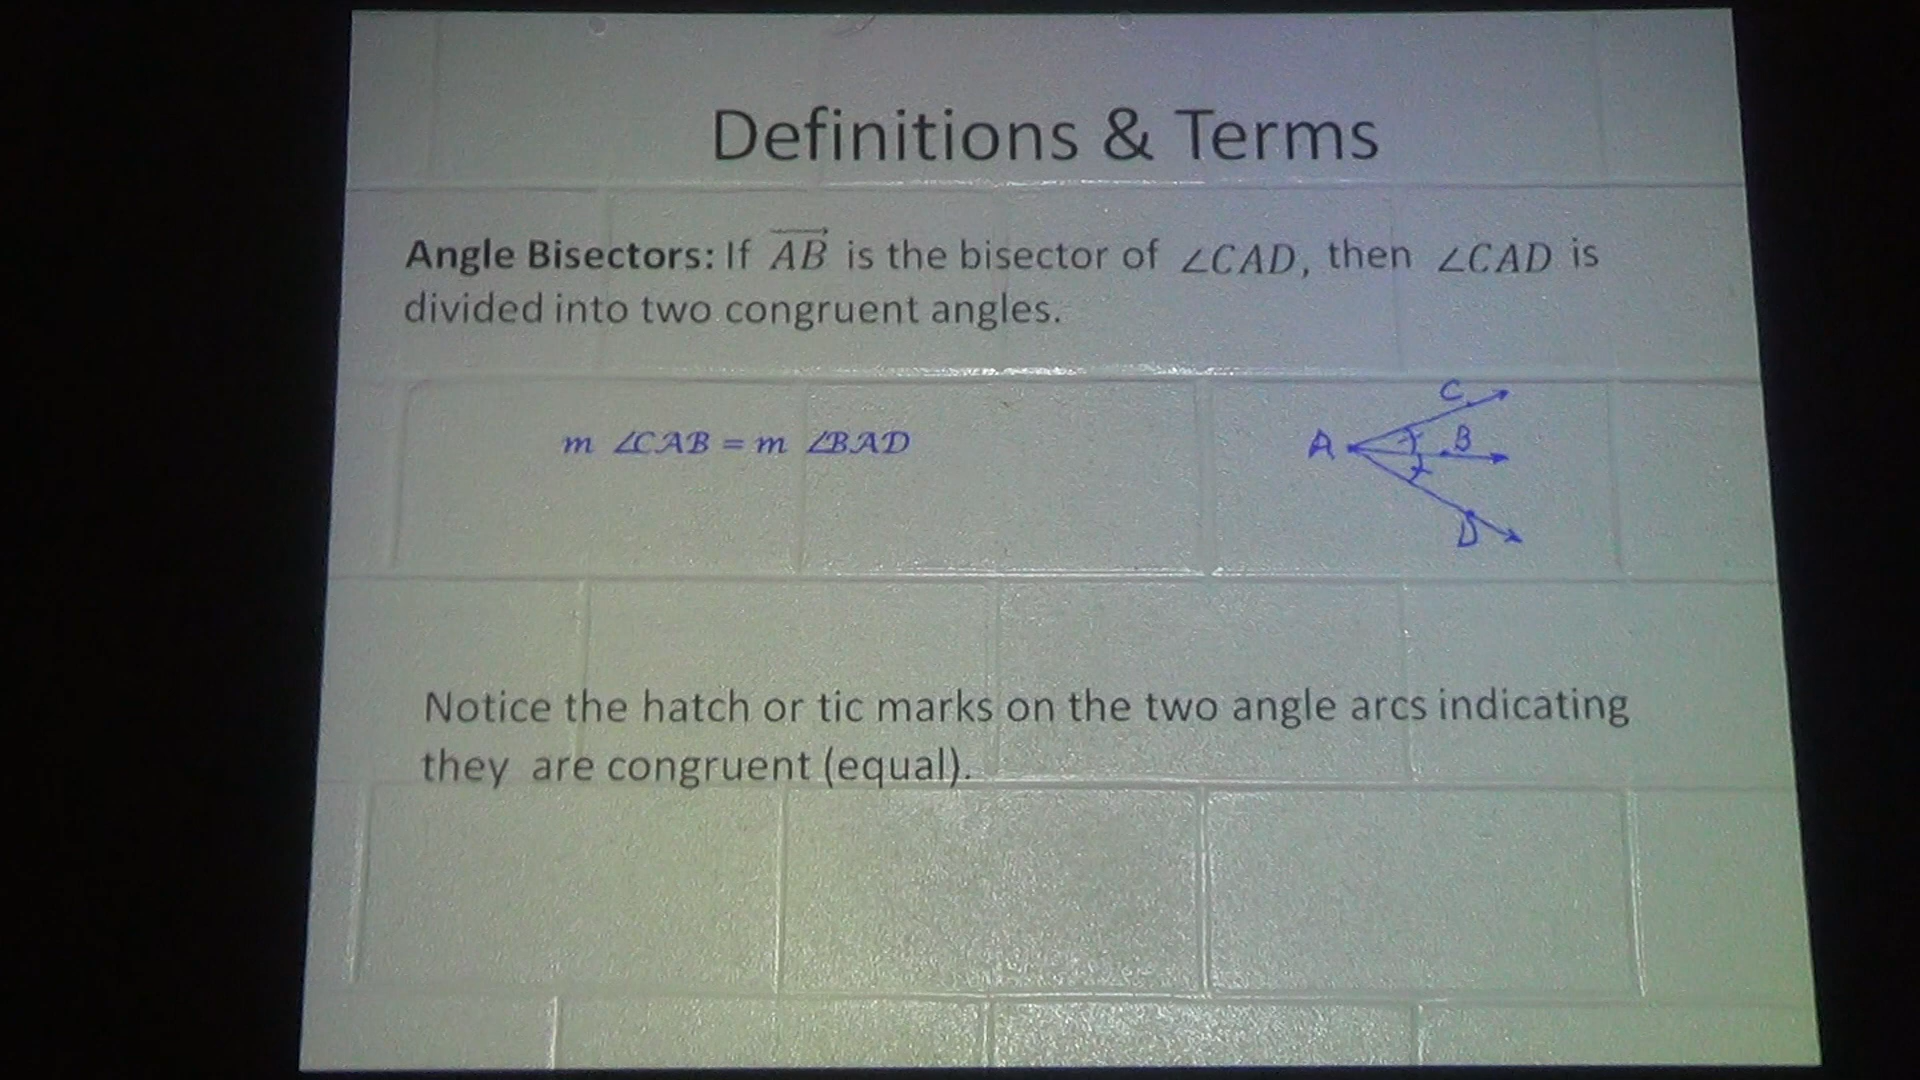 Definitions & Terms
Angle Bisectors: If AB is the bisector of ∠CAD, then ∠CAD is
divided into two congruent angles.
m ∠CAB = m ∠BAD
C
A
B
D
Notice the hatch or tic marks on the two angle arcs indicating
they are congruent (equal).